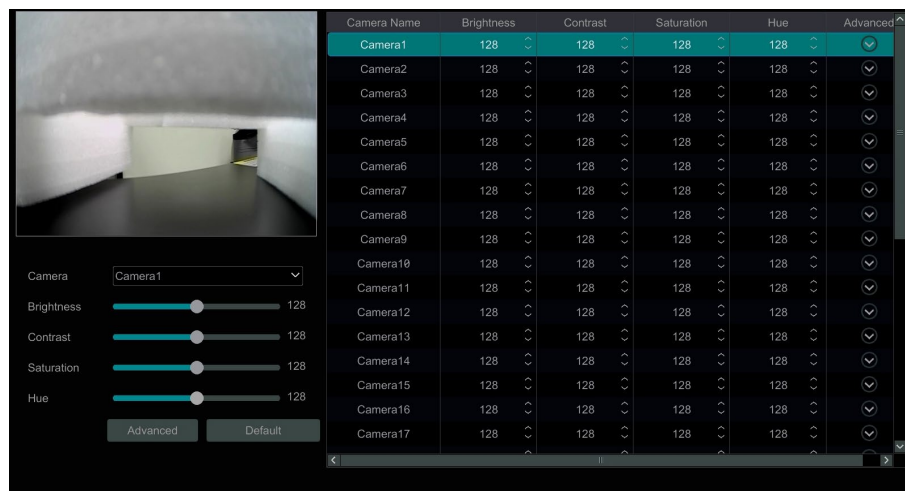 Camera Name Brightness Contrast Saturation Hue Advanced
Camera1 128 128 128 128
Camera2 128 128 128 128
Camera3 128 128 128 128
Camera4 128 128 128 128
Camera5 128 128 128 128
Camera6 128 128 128 128
Camera7 128 128 128 128
Camera8 128 128 128 128
Camera9 128 128 128 128
Camera10 128 128 128 128
Camera11 128 128 128 128
Camera12 128 128 128 128
Camera13 128 128 128 128
Camera14 128 128 128 128
Camera15 128 128 128 128
Camera16 128 128 128 128
Camera17 128 128 128 128
Camera Camera1
Brightness 128
Contrast 128
Saturation 128
Hue 128
Advanced Default